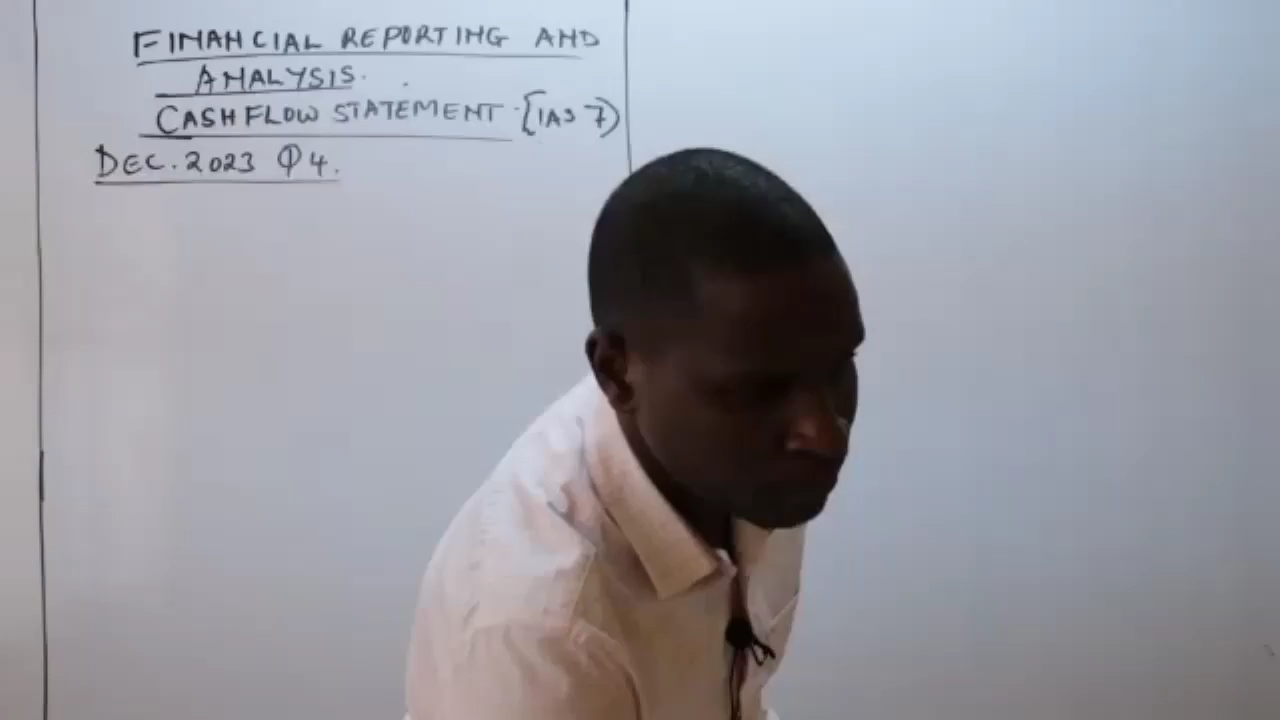 FINANCIAL REPORTING AND
ANALYSIS.
CASHFLOW STATEMENT. [IAS 7)
DEC. 2023 Q4.